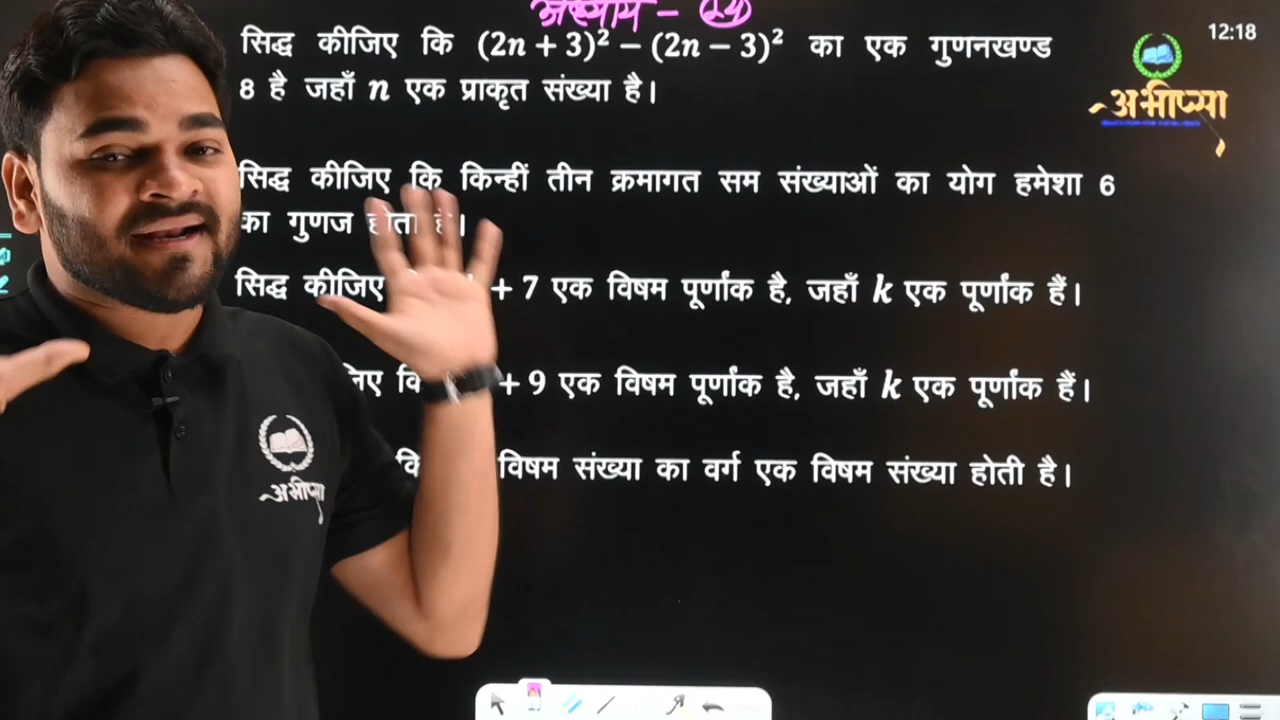 अध्याय - 24
12:18
सिद्ध कीजिए कि (2n + 3)² − (2n − 3)² का एक गुणनखण्ड
8 है जहाँ n एक प्राकृत संख्या है।
अभीप्सा
सिद्ध कीजिए कि किन्हीं तीन क्रमागत सम संख्याओं का योग हमेशा 6
का गुणज होता है।
सिद्ध कीजिए + 7 एक विषम पूर्णांक है, जहाँ k एक पूर्णांक हैं।
+ 9 एक विषम पूर्णांक है, जहाँ k एक पूर्णांक हैं।
विषम संख्या का वर्ग एक विषम संख्या होती है।
अभीप्सा